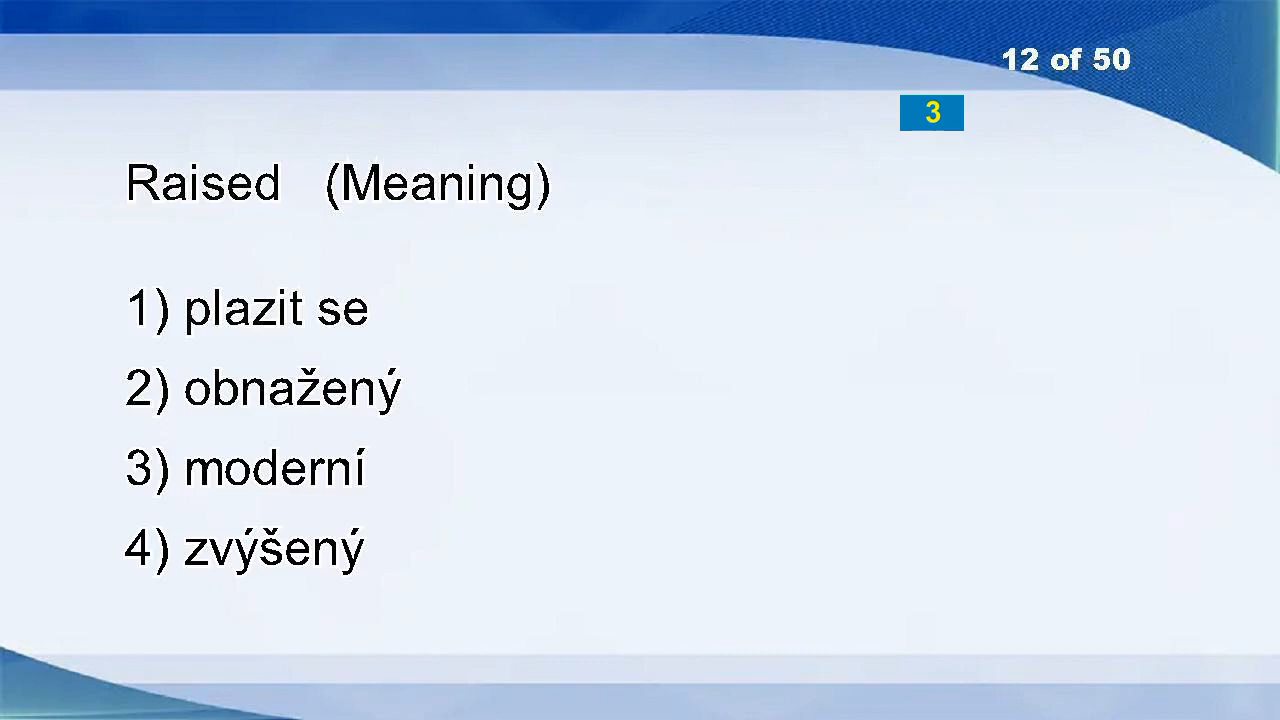 12 of 50
3
Raised (Meaning)
1) plazit se
2) obnažený
3) moderní
4) zvýšený